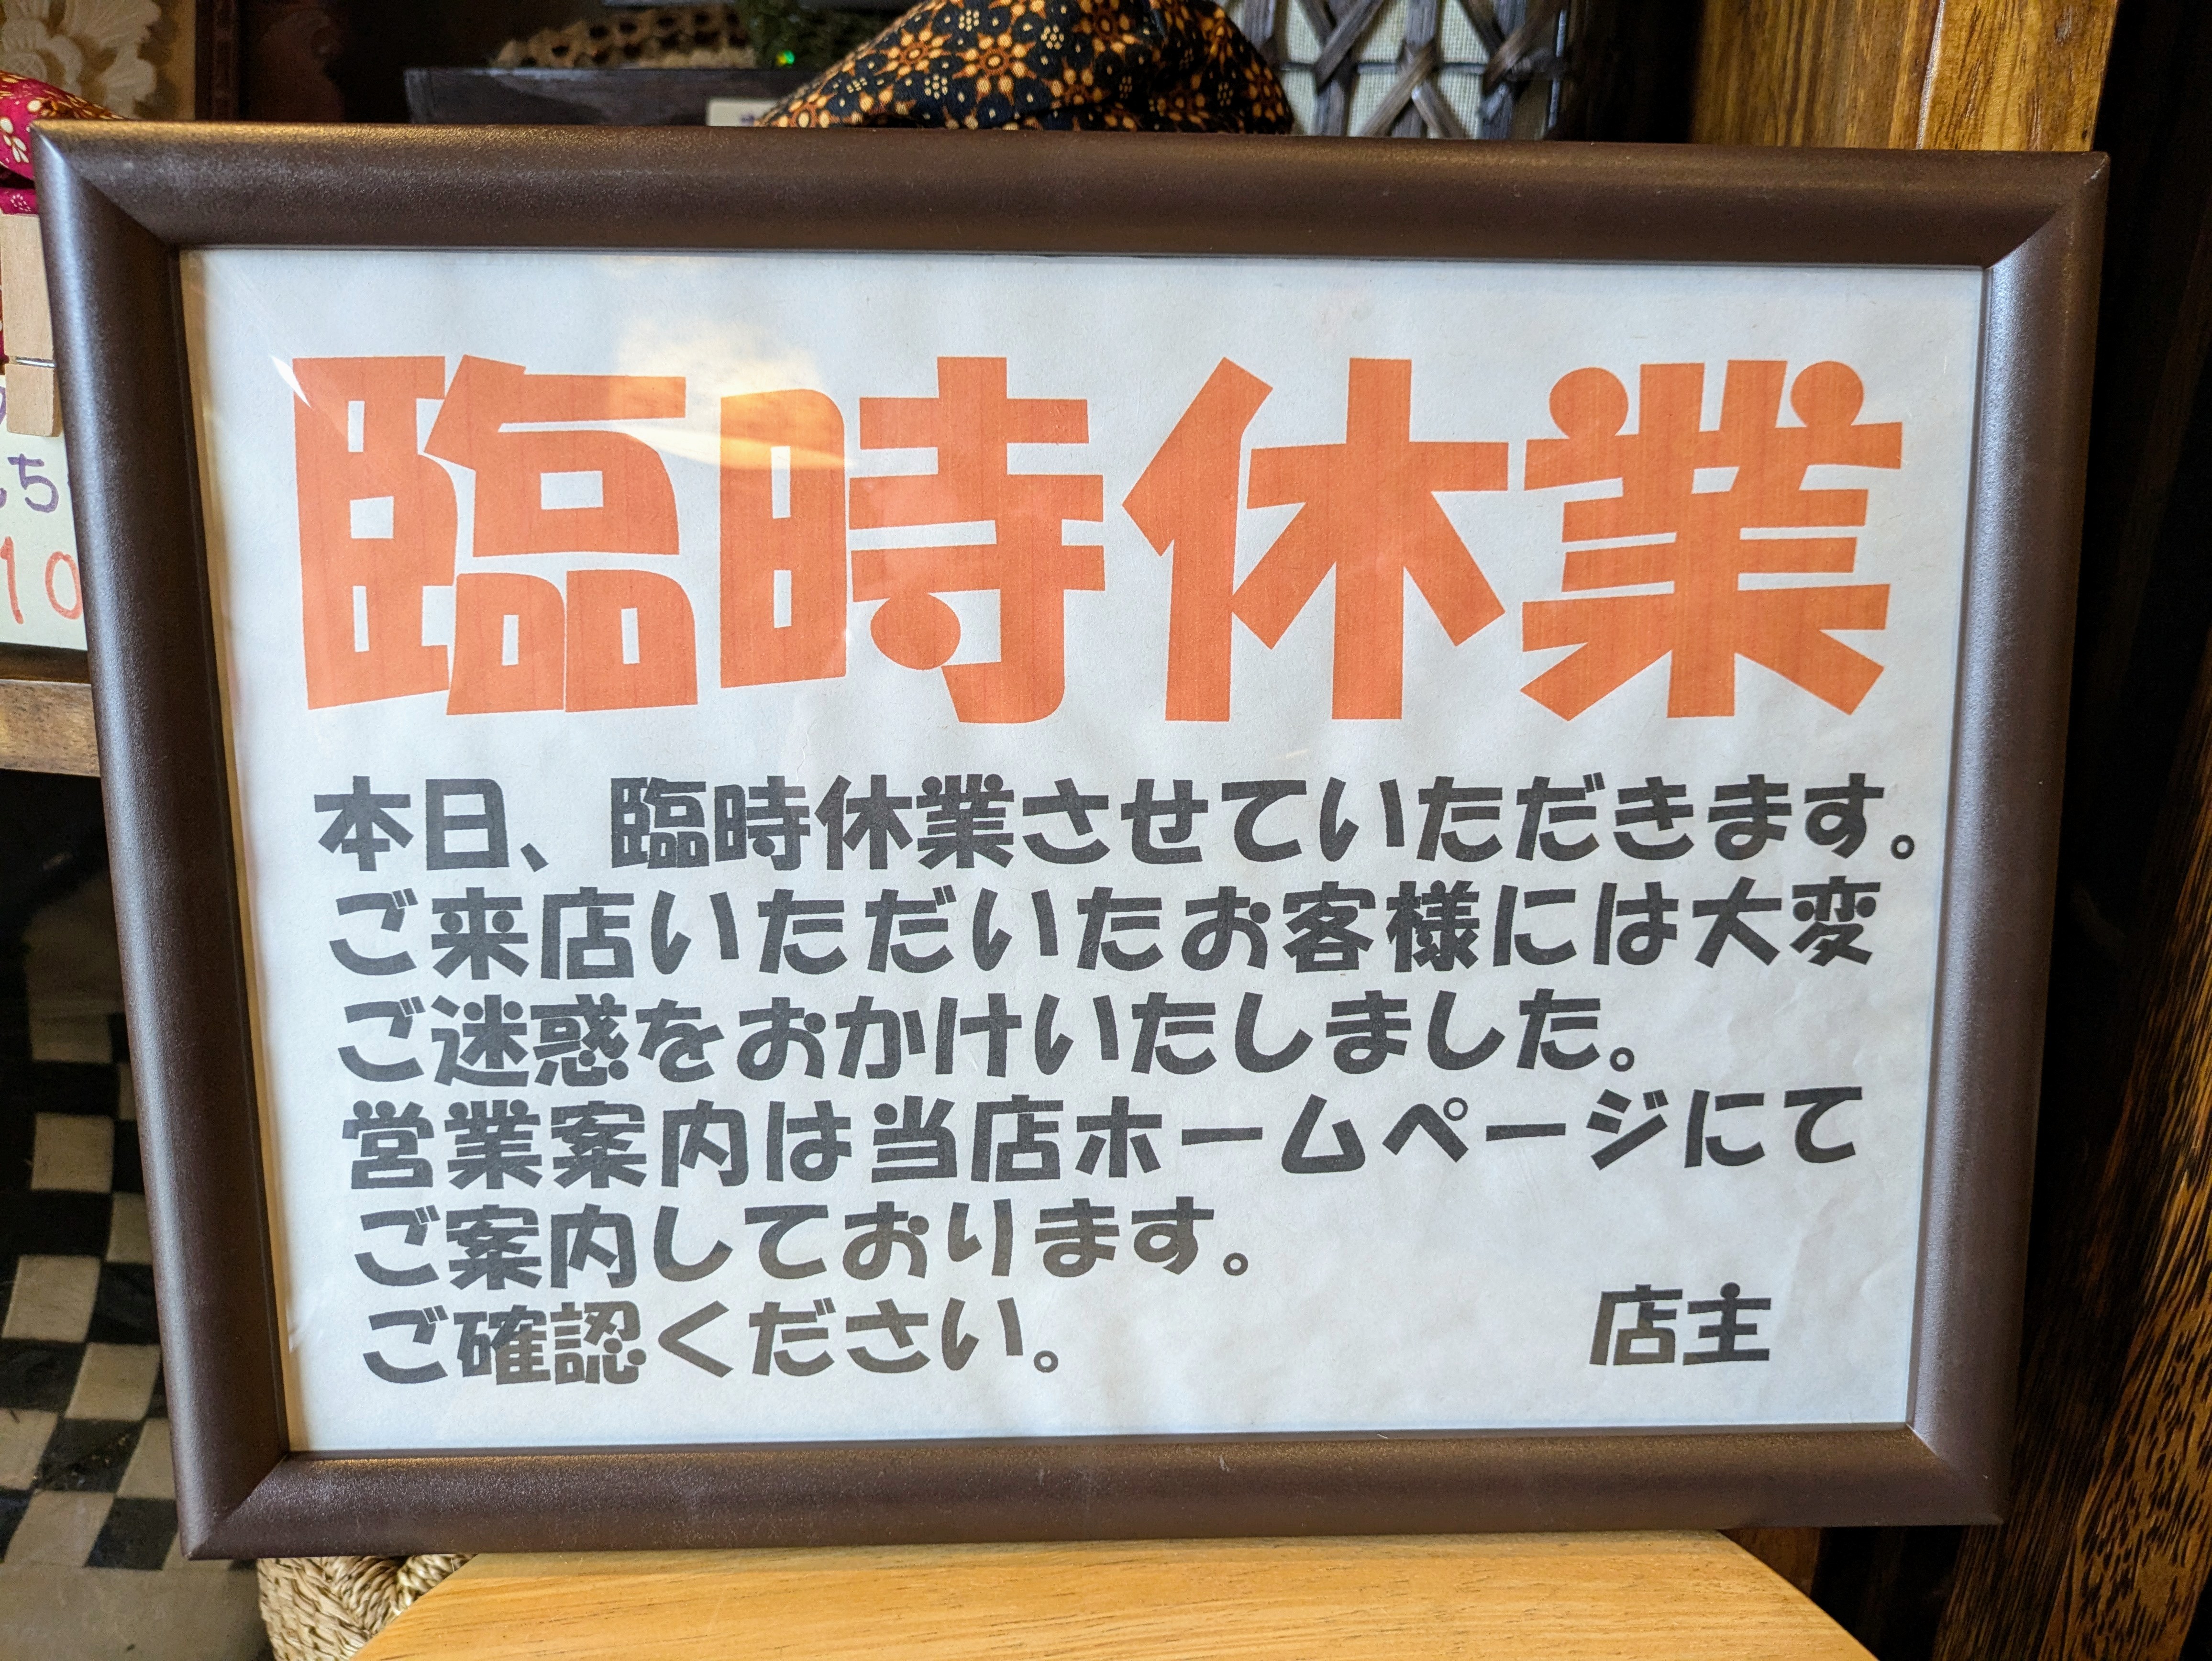 臨時休業
本日、臨時休業させていただきます。
ご来店いただいたお客様には大変
ご迷惑をおかけいたしました。
営業案内は当店ホームページにて
ご案内しております。
ご確認ください。
店主
ち
10